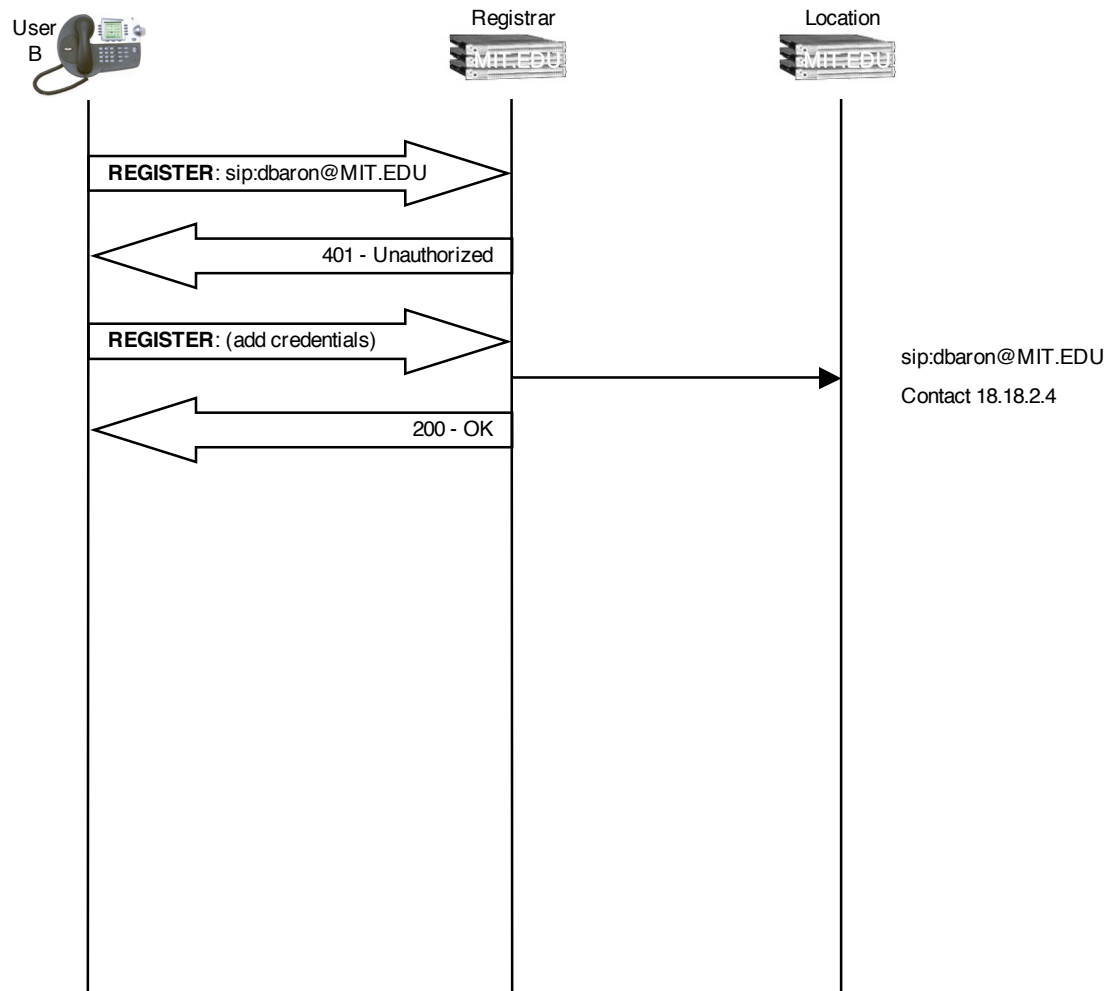 User
B
Registrar
MIT.EDU
Location
MIT.EDU
REGISTER: sip:dbaron@MIT.EDU
401 - Unauthorized
REGISTER: (add credentials)
sip:dbaron@MIT.EDU
Contact 18.18.2.4
200 - OK